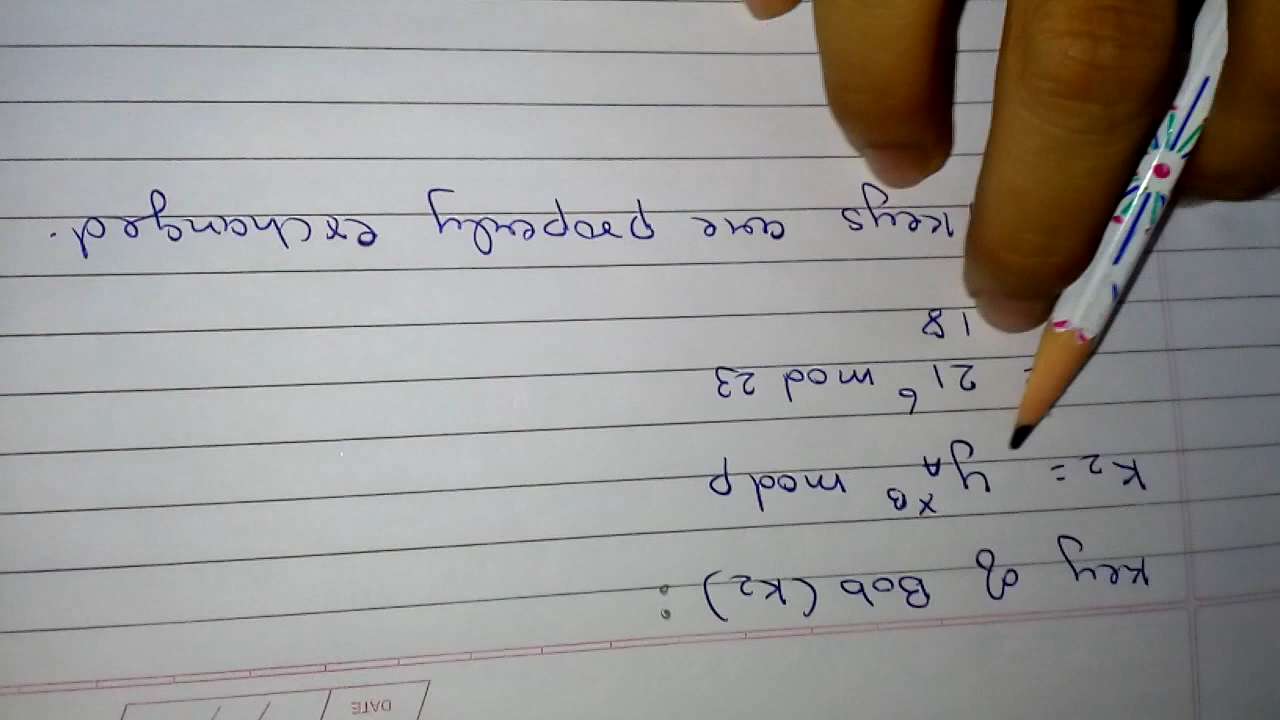 DATE
Key of Bob (K2) :
K2 = yA^xB mod p
= 21^6 mod 23
18
Keys are properly exchanged.